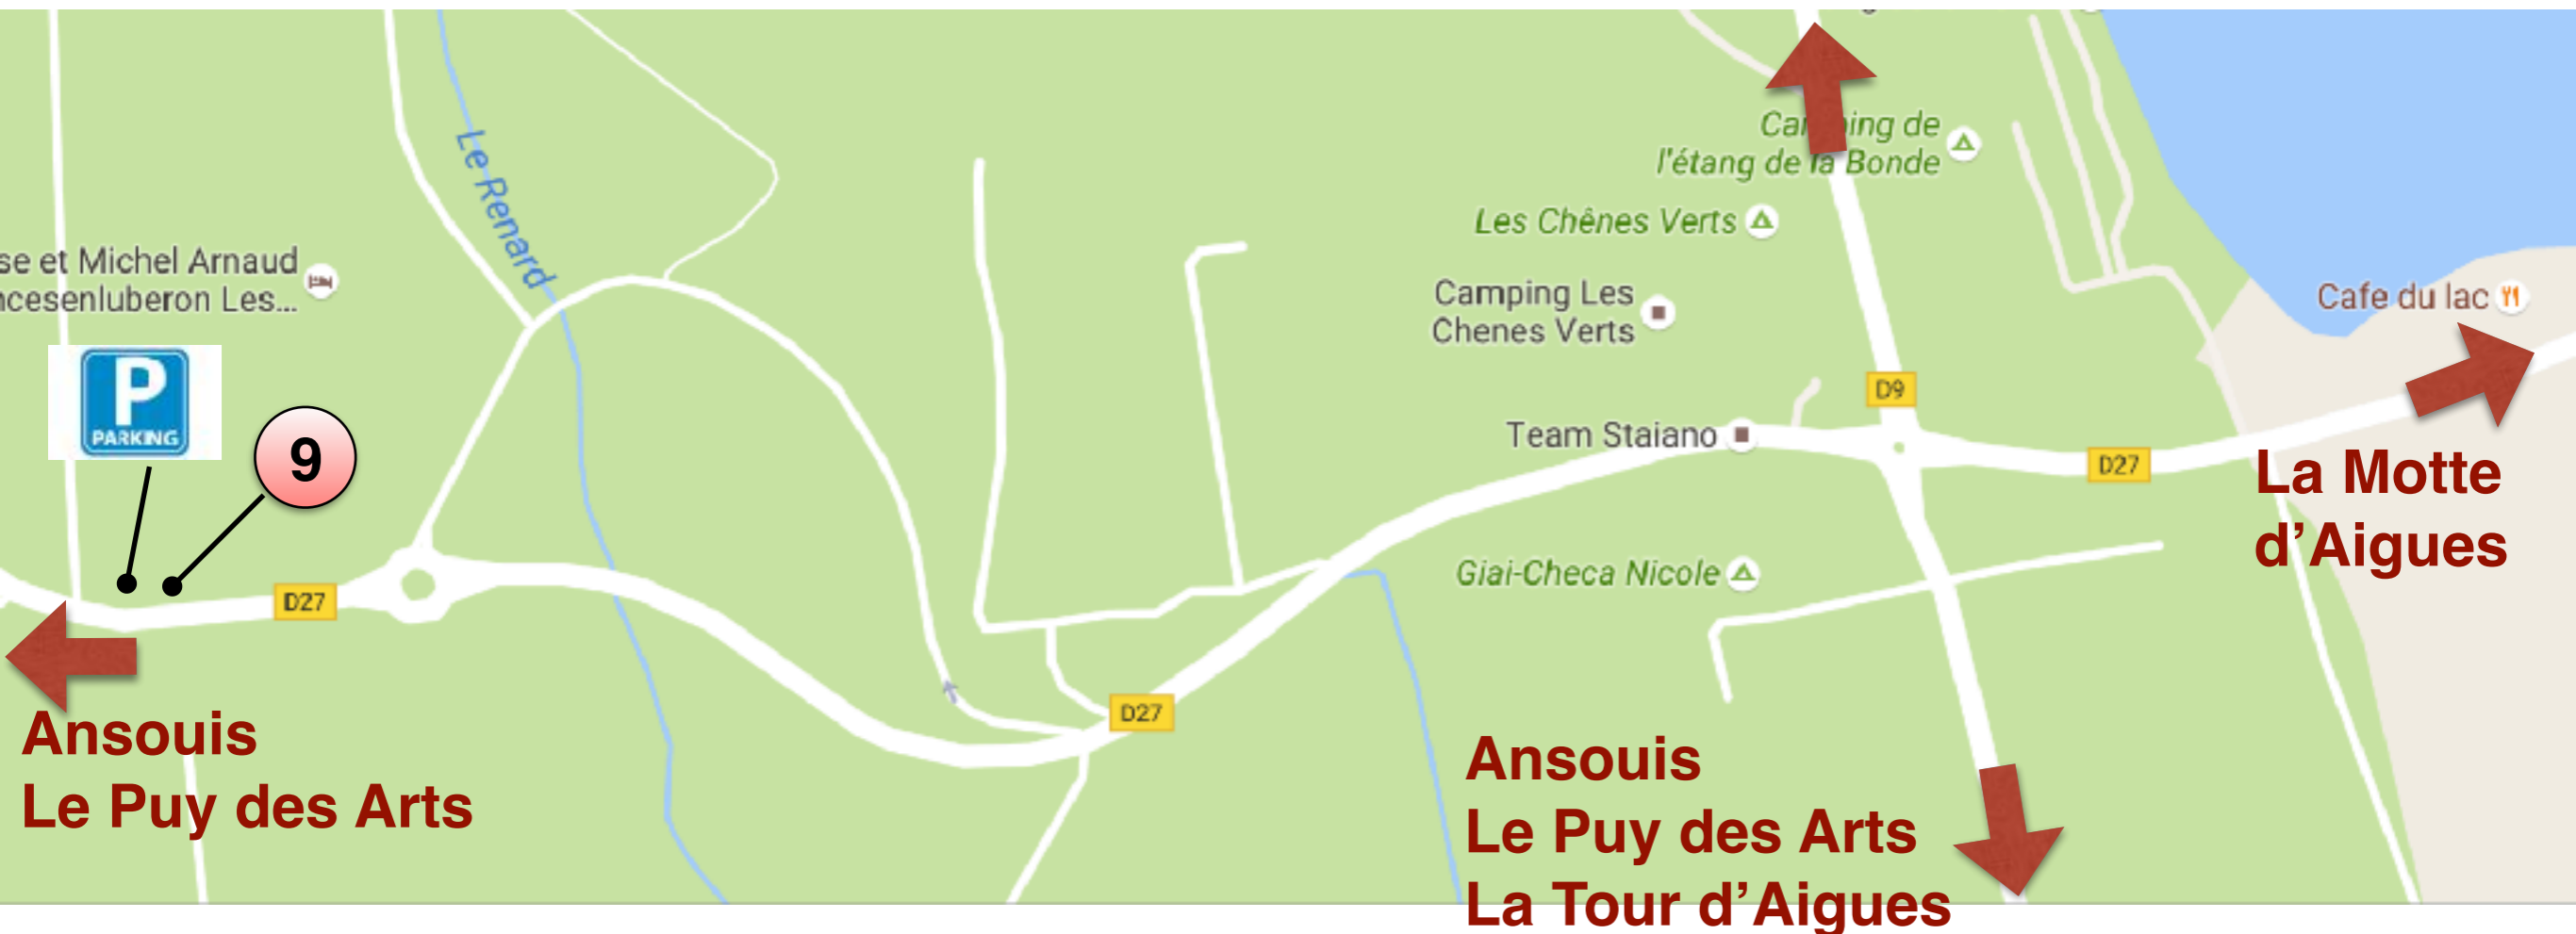 Le Renard
Camping de
l'étang de la Bonde
Les Chênes Verts
se et Michel Arnaud
ncesenluberon Les...
Camping Les
Chenes Verts
Cafe du lac
P
PARKING
9
D9
Team Staiano
D27
La Motte
d’Aigues
Giai-Checa Nicole
D27
D27
Ansouis
Le Puy des Arts
Ansouis
Le Puy des Arts
La Tour d’Aigues